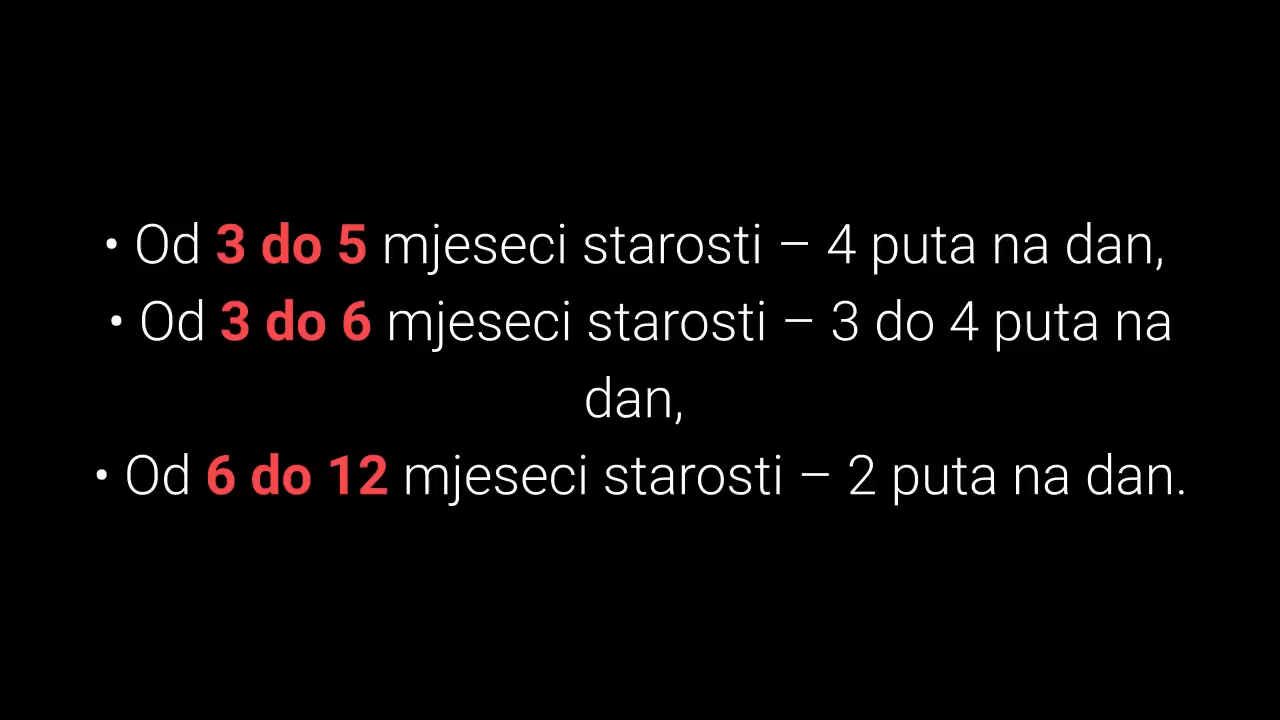 • Od 3 do 5 mjeseci starosti – 4 puta na dan,
• Od 3 do 6 mjeseci starosti – 3 do 4 puta na
dan,
• Od 6 do 12 mjeseci starosti – 2 puta na dan.